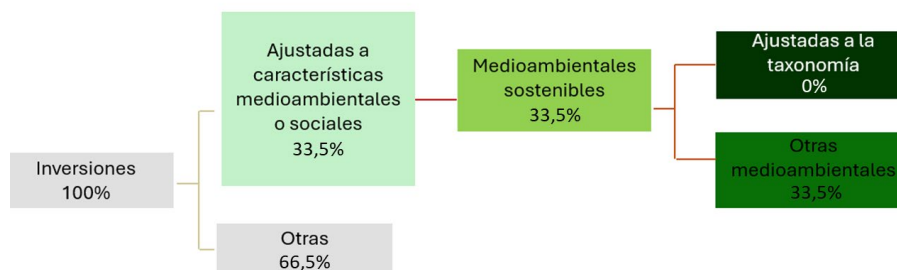 Inversiones
100%
Ajustadas a
características
medioambientales
o sociales
33,5%
Otras
66,5%
Medioambientales
sostenibles
33,5%
Ajustadas a la
taxonomía
0%
Otras
medioambientales
33,5%